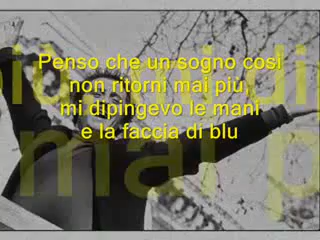 Penso che un sogno così
non ritorni mai più,
mi dipingevo le mani
e la faccia di blu